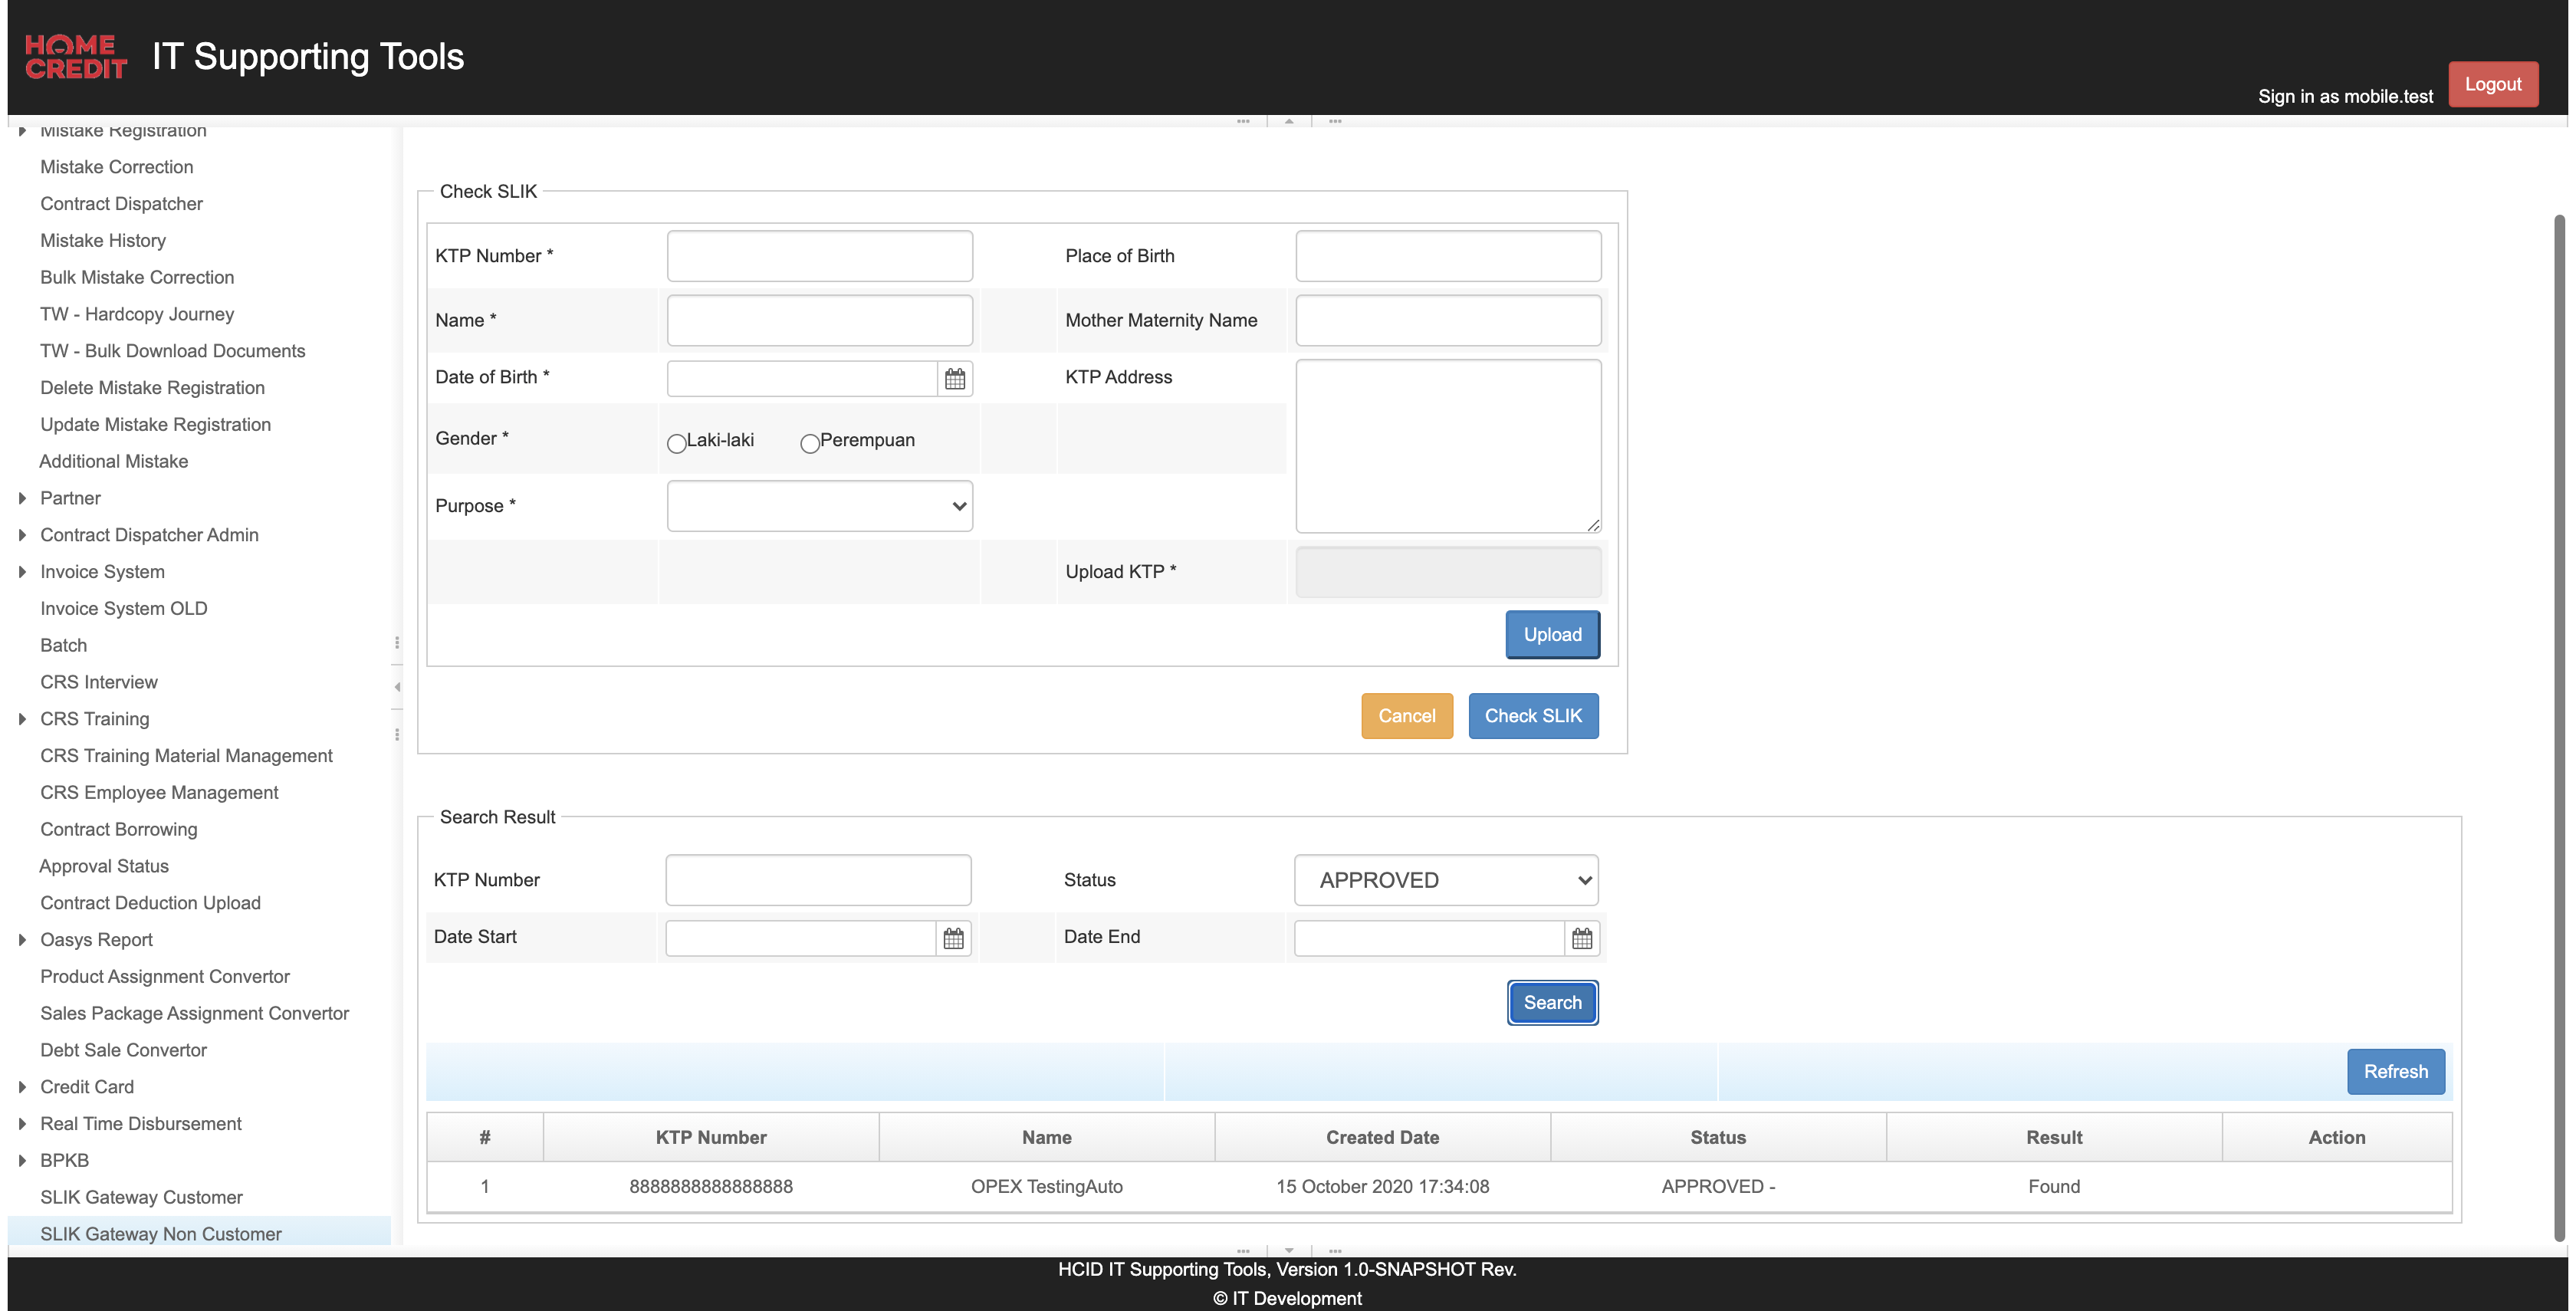 HOME
CREDIT
IT Supporting Tools
Sign in as mobile.test
Logout
Mistake Registration
Mistake Correction
Contract Dispatcher
Mistake History
Bulk Mistake Correction
TW - Hardcopy Journey
TW - Bulk Download Documents
Delete Mistake Registration
Update Mistake Registration
Additional Mistake
Partner
Contract Dispatcher Admin
Invoice System
Invoice System OLD
Batch
CRS Interview
CRS Training
CRS Training Material Management
CRS Employee Management
Contract Borrowing
Approval Status
Contract Deduction Upload
Oasys Report
Product Assignment Convertor
Sales Package Assignment Convertor
Debt Sale Convertor
Credit Card
Real Time Disbursement
BPKB
SLIK Gateway Customer
SLIK Gateway Non Customer
Check SLIK
KTP Number * Place of Birth
Name * Mother Maternity Name
Date of Birth * KTP Address
Gender * Laki-laki Perempuan
Purpose *
Upload KTP *
Upload
Cancel Check SLIK
Search Result
KTP Number Status APPROVED
Date Start Date End
Search
Refresh
# KTP Number Name Created Date Status Result Action
1 8888888888888888 OPEX TestingAuto 15 October 2020 17:34:08 APPROVED - Found
HCID IT Supporting Tools, Version 1.0-SNAPSHOT Rev.
© IT Development